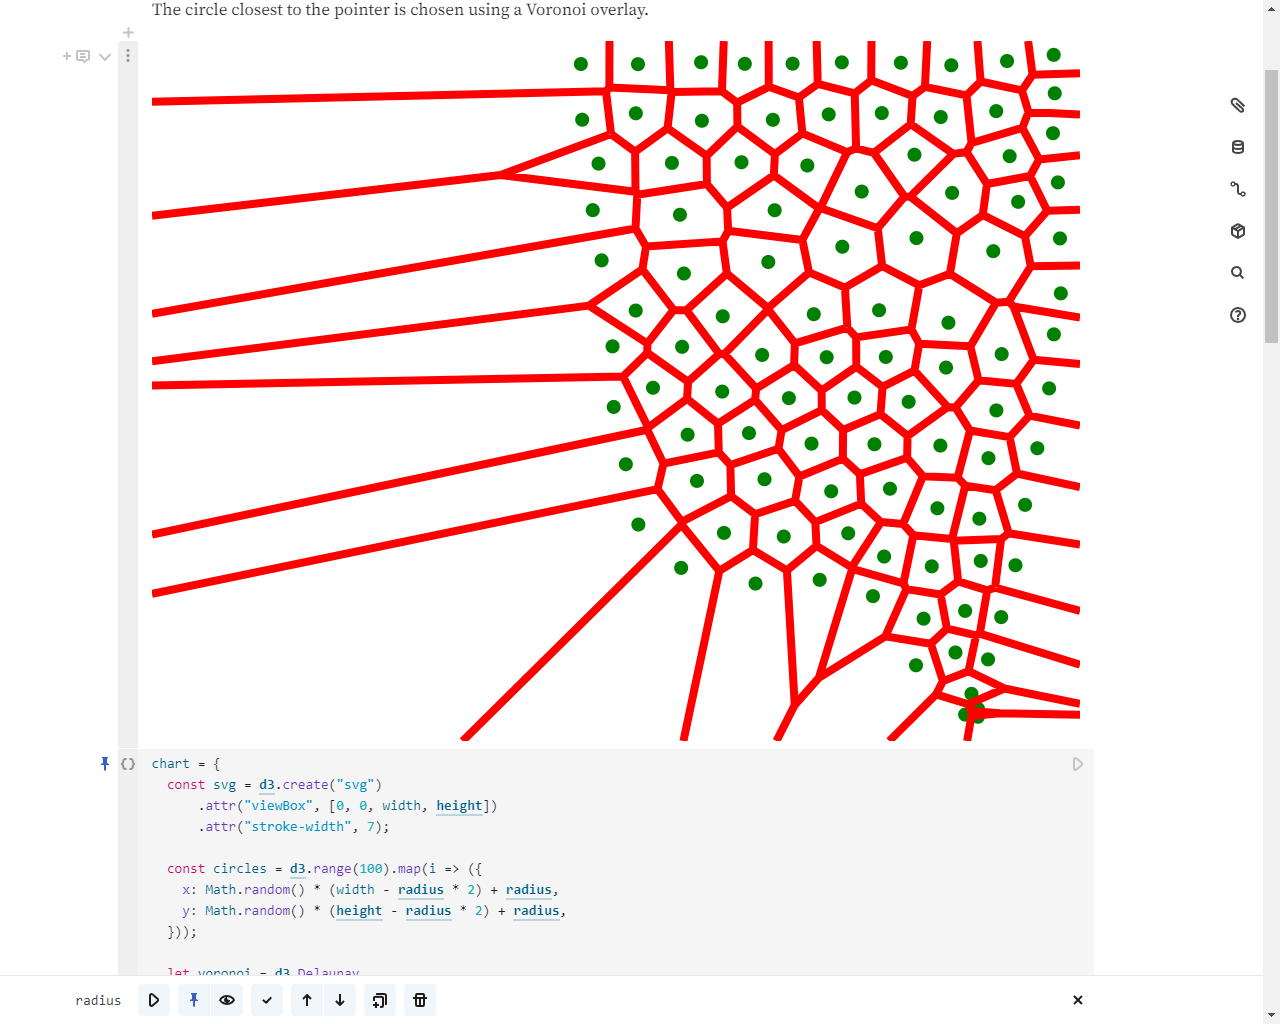 The circle closest to the pointer is chosen using a Voronoi overlay.
chart = {
const svg = d3.create("svg")
.attr("viewBox", [0, 0, width, height])
.attr("stroke-width", 7);
const circles = d3.range(100).map(i => ({
x: Math.random() * (width - radius * 2) + radius,
y: Math.random() * (height - radius * 2) + radius,
}));
let voronoi = d3.Delaunay
radius